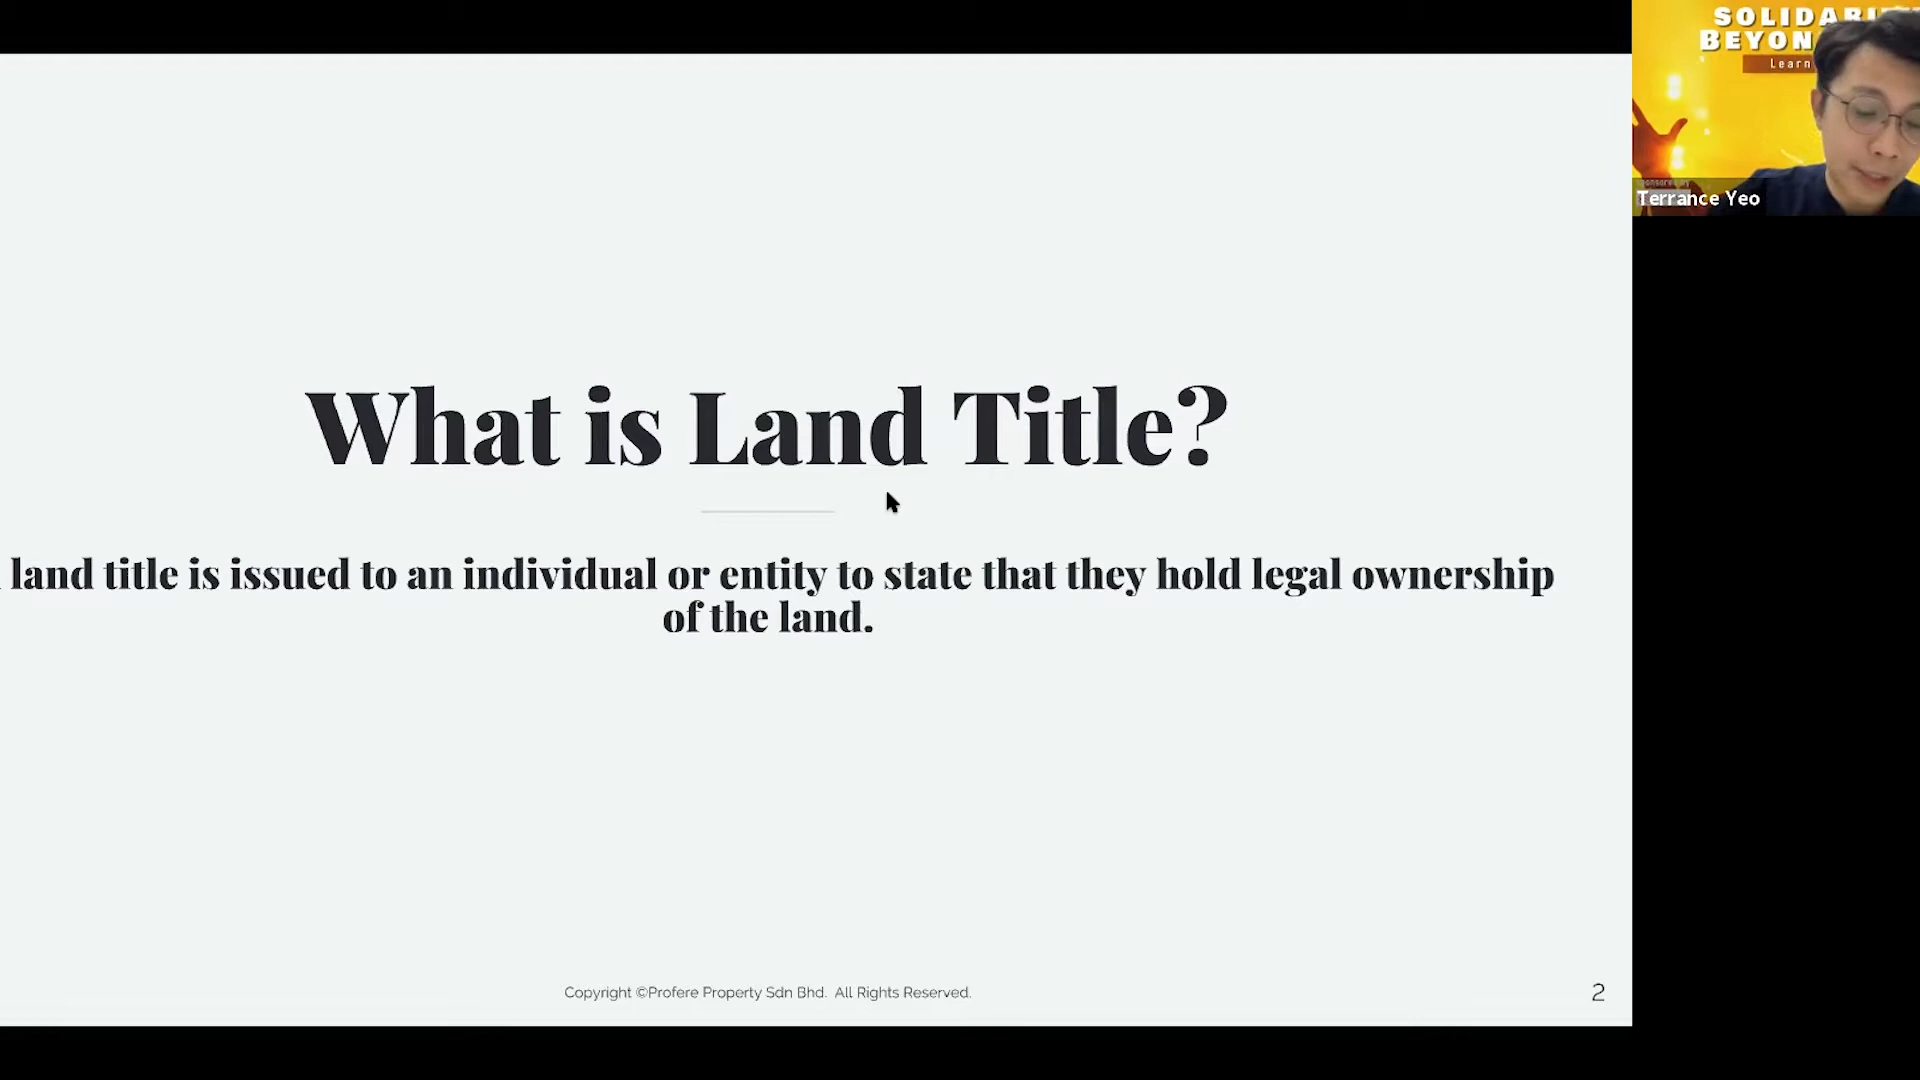 What is Land Title?
land title is issued to an individual or entity to state that they hold legal ownership
of the land.
Copyright ©Profere Property Sdn Bhd. All Rights Reserved.
2
BEYON
Learn
Terrance Yeo